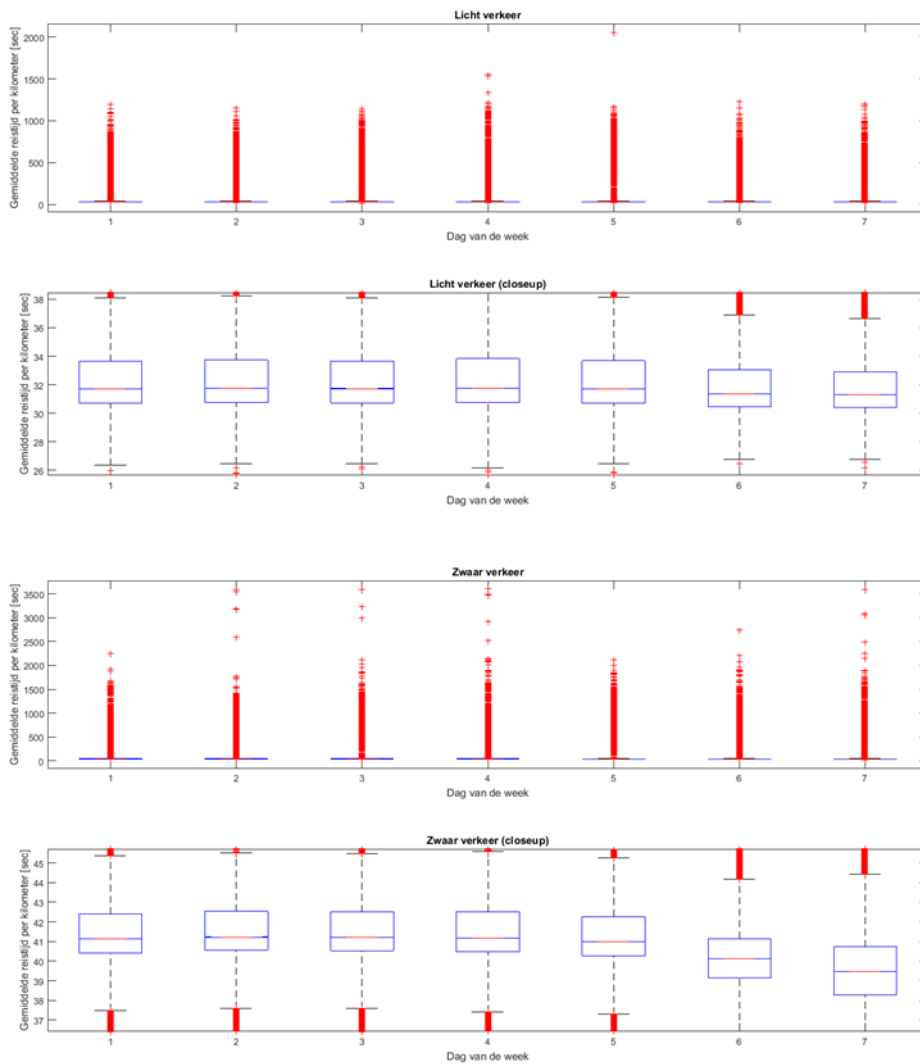 Licht verkeer
Gemiddelde reistijd per kilometer [sec]
2000
1500
1000
500
0
1 2 3 4 5 6 7
Dag van de week
Licht verkeer (closeup)
Gemiddelde reistijd per kilometer [sec]
38
36
34
32
30
28
26
1 2 3 4 5 6 7
Dag van de week
Zwaar verkeer
Gemiddelde reistijd per kilometer [sec]
3500
3000
2500
2000
1500
1000
500
0
1 2 3 4 5 6 7
Dag van de week
Zwaar verkeer (closeup)
Gemiddelde reistijd per kilometer [sec]
45
44
43
42
41
40
39
38
37
1 2 3 4 5 6 7
Dag van de week